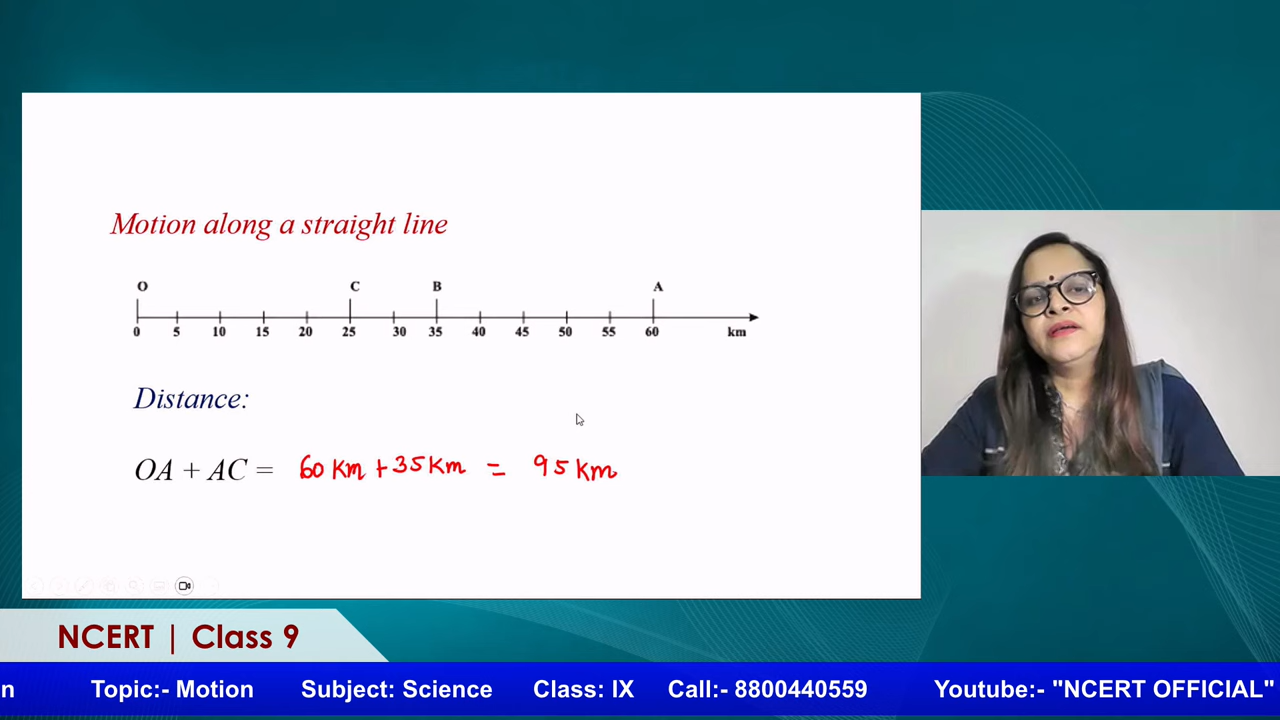 Motion along a straight line
O C B A
0 5 10 15 20 25 30 35 40 45 50 55 60 km
Distance:
OA + AC = 60 km + 35 km = 95 km
NCERT | Class 9
n Topic:- Motion Subject: Science Class: IX Call:- 8800440559 Youtube:- "NCERT OFFICIAL"